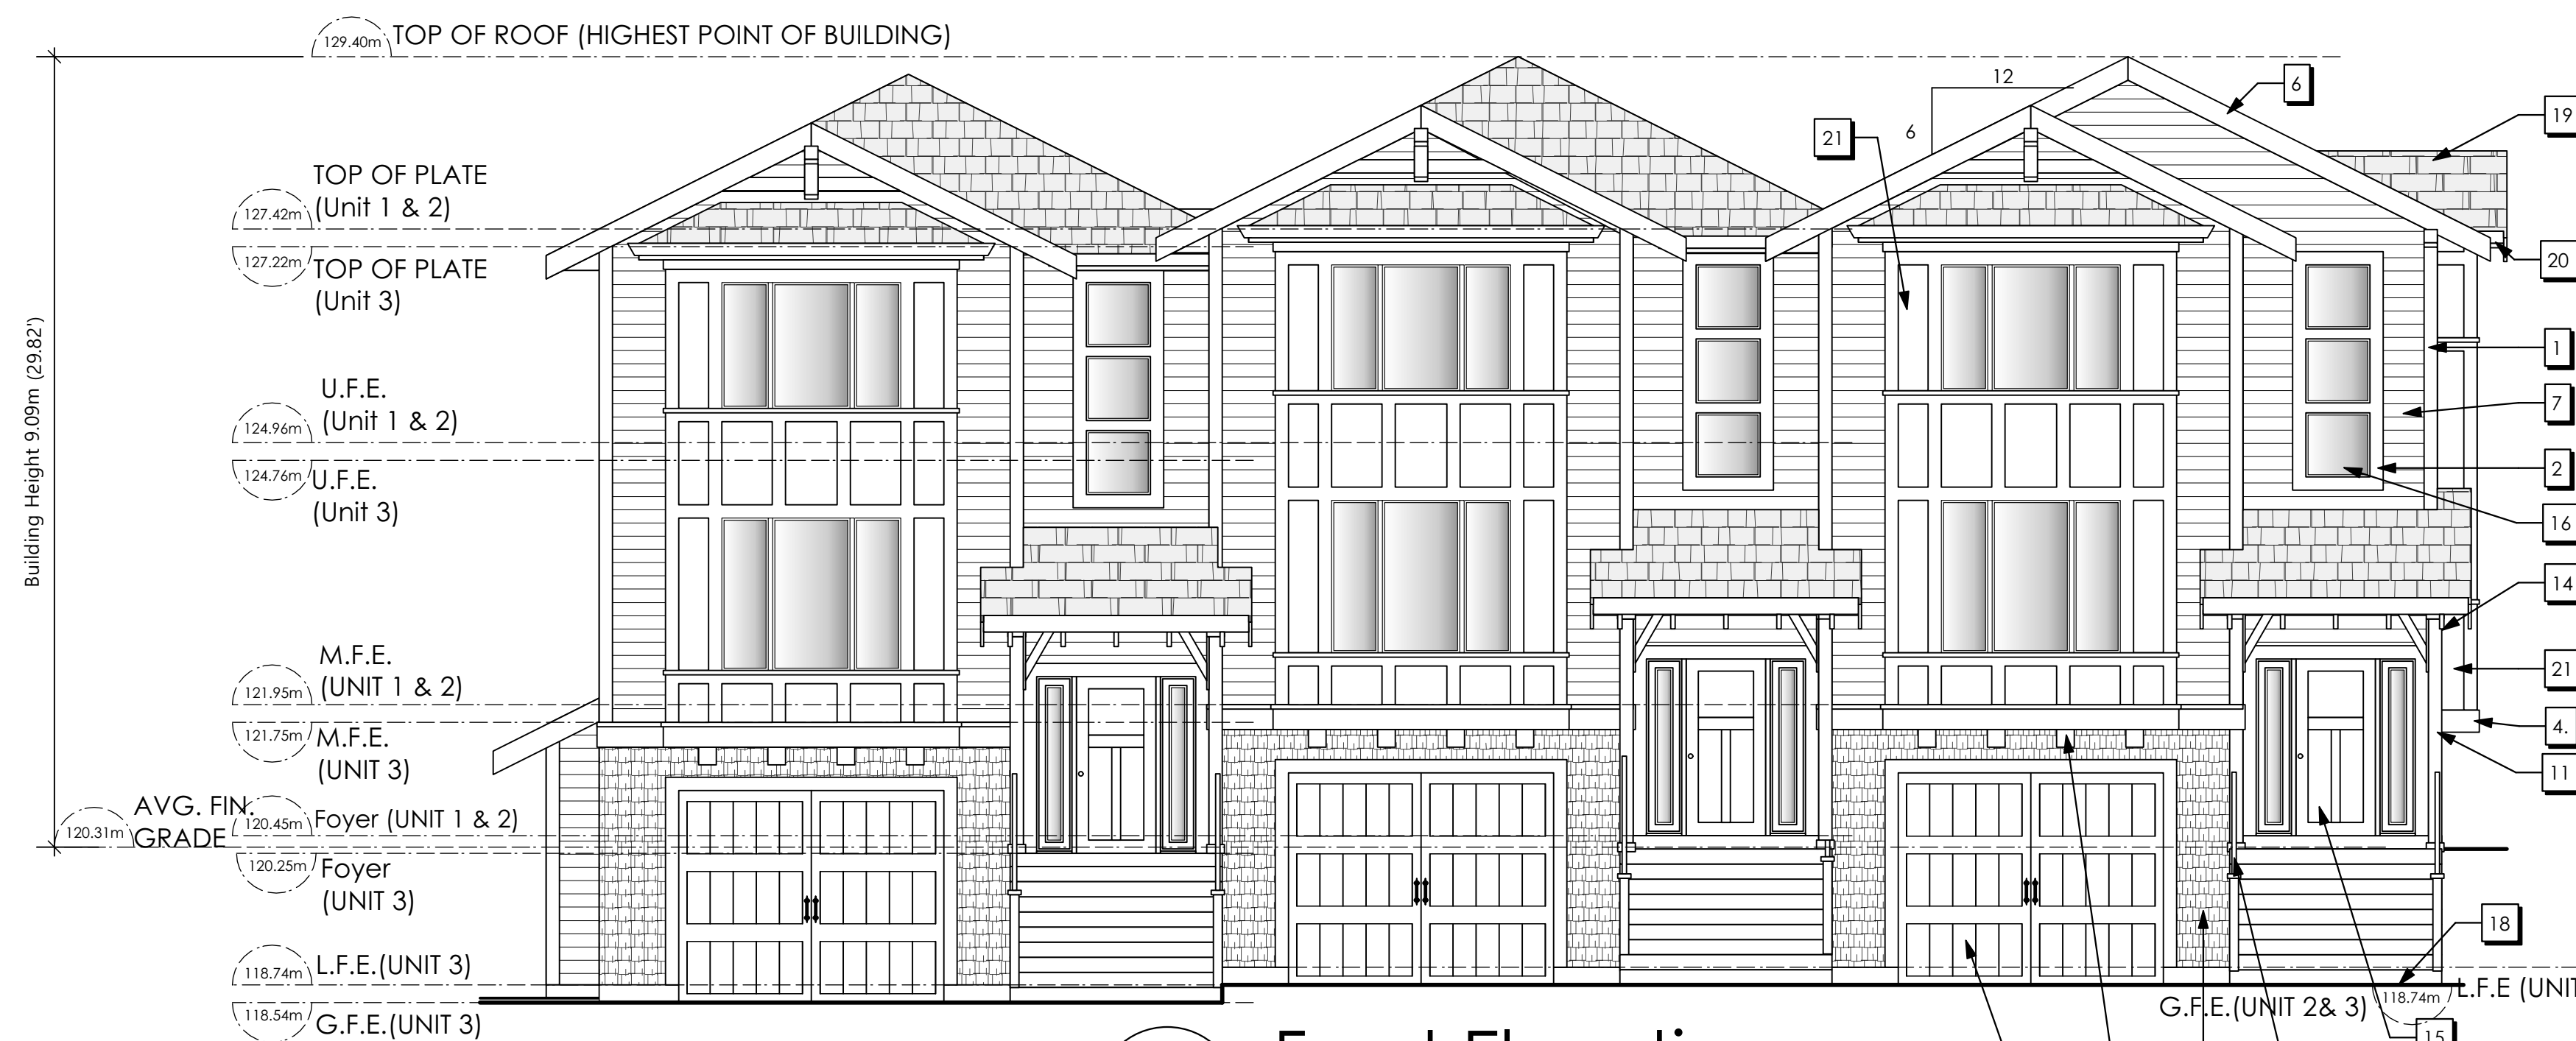 129.40m TOP OF ROOF (HIGHEST POINT OF BUILDING)
12
6
6
19
21
TOP OF PLATE
127.42m (Unit 1 & 2)
127.22m TOP OF PLATE
(Unit 3)
20
Building Height 9.09m (29.82')
1
U.F.E.
124.96m (Unit 1 & 2)
7
124.76m U.F.E.
(Unit 3)
2
16
14
M.F.E.
121.95m (UNIT 1 & 2)
21
121.75m M.F.E.
(UNIT 3)
4.
11
AVG. FIN.
120.31m GRADE
120.45m Foyer (UNIT 1 & 2)
120.25m Foyer
(UNIT 3)
18
118.74m L.F.E.(UNIT 3)
118.54m G.F.E.(UNIT 3)
G.F.E.(UNIT 2& 3) 118.74m L.F.E (UNIT
15